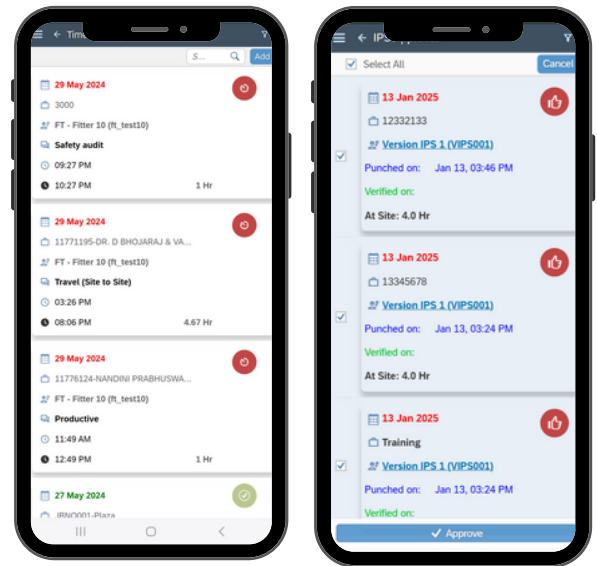 ← Time
S...
Add
29 May 2024
3000
FT - Fitter 10 (ft_test10)
Safety audit
09:27 PM
10:27 PM 1 Hr
29 May 2024
11771195-DR. D BHOJARAJ & VA...
FT - Fitter 10 (ft_test10)
Travel (Site to Site)
03:26 PM
08:06 PM 4.67 Hr
29 May 2024
11776124-NANDINI PRABHUSWA...
FT - Fitter 10 (ft_test10)
Productive
11:49 AM
12:49 PM 1 Hr
27 May 2024
JBNO001-Plaza
← IPS
Select All
Cancel
13 Jan 2025
12332133
Version IPS 1 (VIPS001)
Punched on: Jan 13, 03:46 PM
Verified on:
At Site: 4.0 Hr
13 Jan 2025
13345678
Version IPS 1 (VIPS001)
Punched on: Jan 13, 03:24 PM
Verified on:
At Site: 4.0 Hr
13 Jan 2025
Training
Version IPS 1 (VIPS001)
Punched on: Jan 13, 03:24 PM
Verified on:
Approve